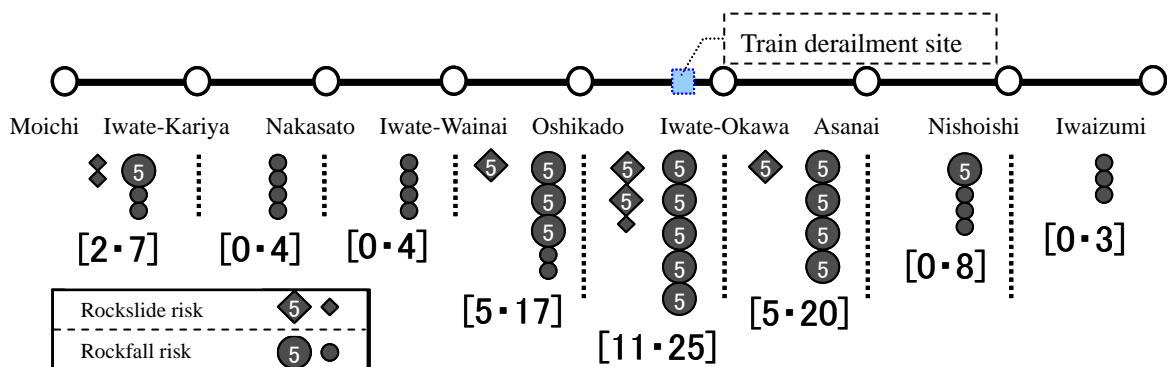 Train derailment site
Moichi Iwate-Kariya Nakasato Iwate-Wainai Oshikado Iwate-Okawa Asanai Nishoishi Iwaizumi
5 5 5 5 5 5 5 5 5
5 5 5 5
5 5 5
5 5
5
[2・7] [0・4] [0・4] [5・17] [11・25] [5・20] [0・8] [0・3]
Rockslide risk 5
Rockfall risk 5